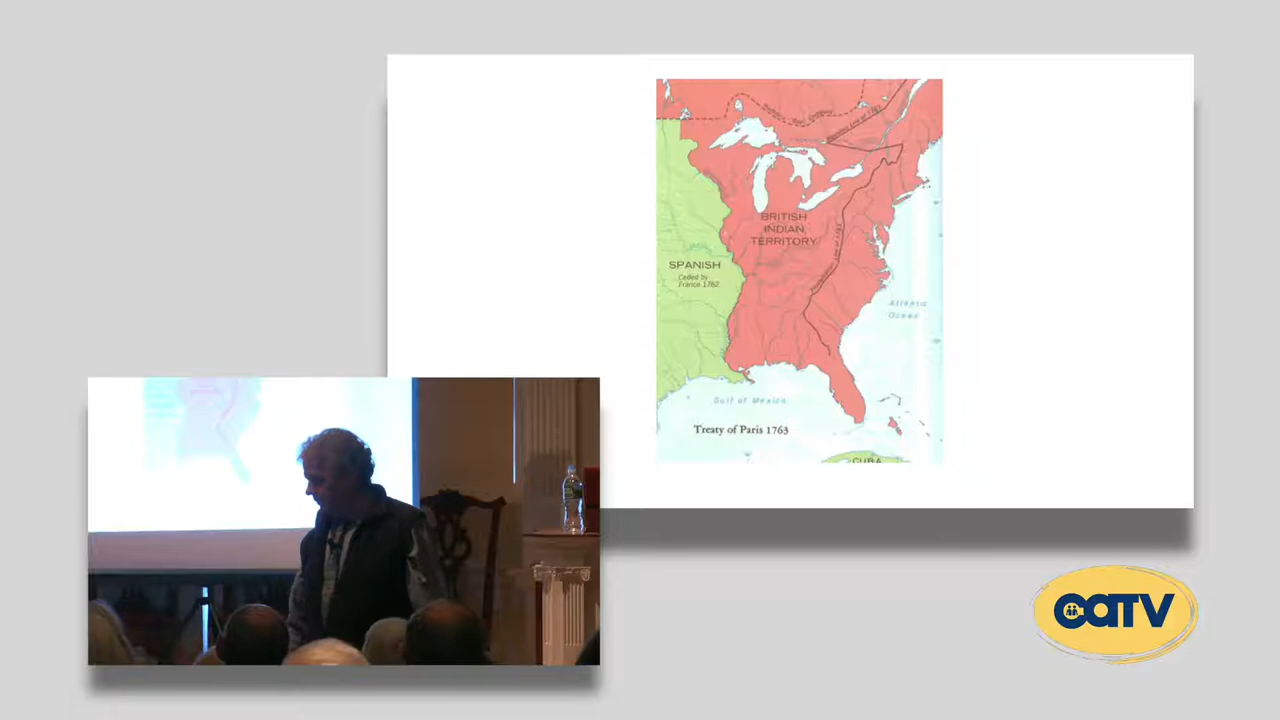 BRITISH
INDIAN
TERRITORY
SPANISH
Ceded by
France 1762
Atlantic
Ocean
Gulf of Mexico
Treaty of Paris 1763
CUBA
CATV